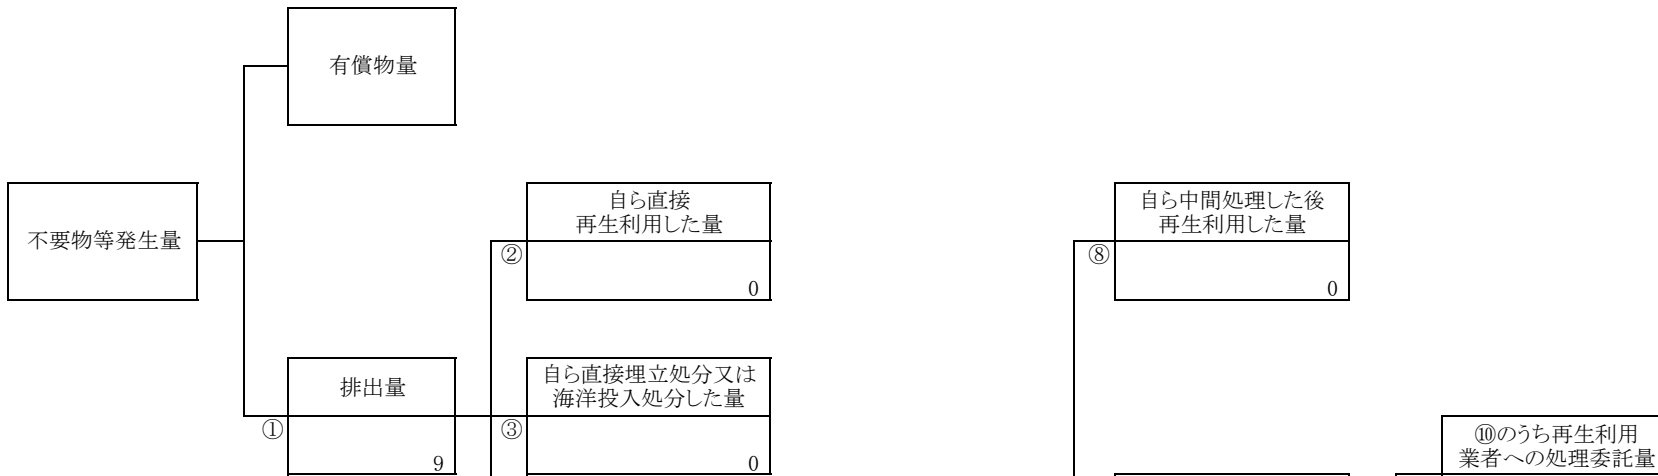 有償物量
不要物等発生量
自ら直接
再生利用した量
②
0
自ら中間処理した後
再生利用した量
⑧
0
排出量
①
9
自ら直接埋立処分又は
海洋投入処分した量
③
0
⑩のうち再生利用
業者への処理委託量